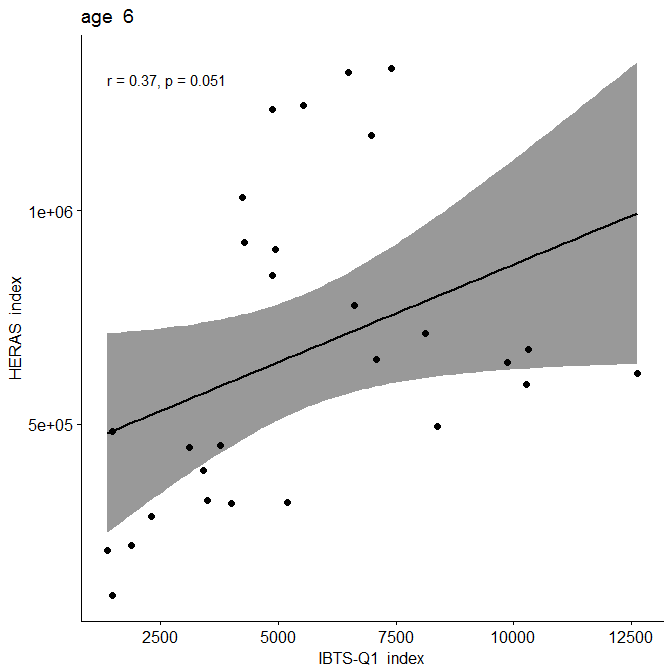 age 6
r = 0.37, p = 0.051
HERAS index
1e+06
5e+05
2500 5000 7500 10000 12500
IBTS-Q1 index